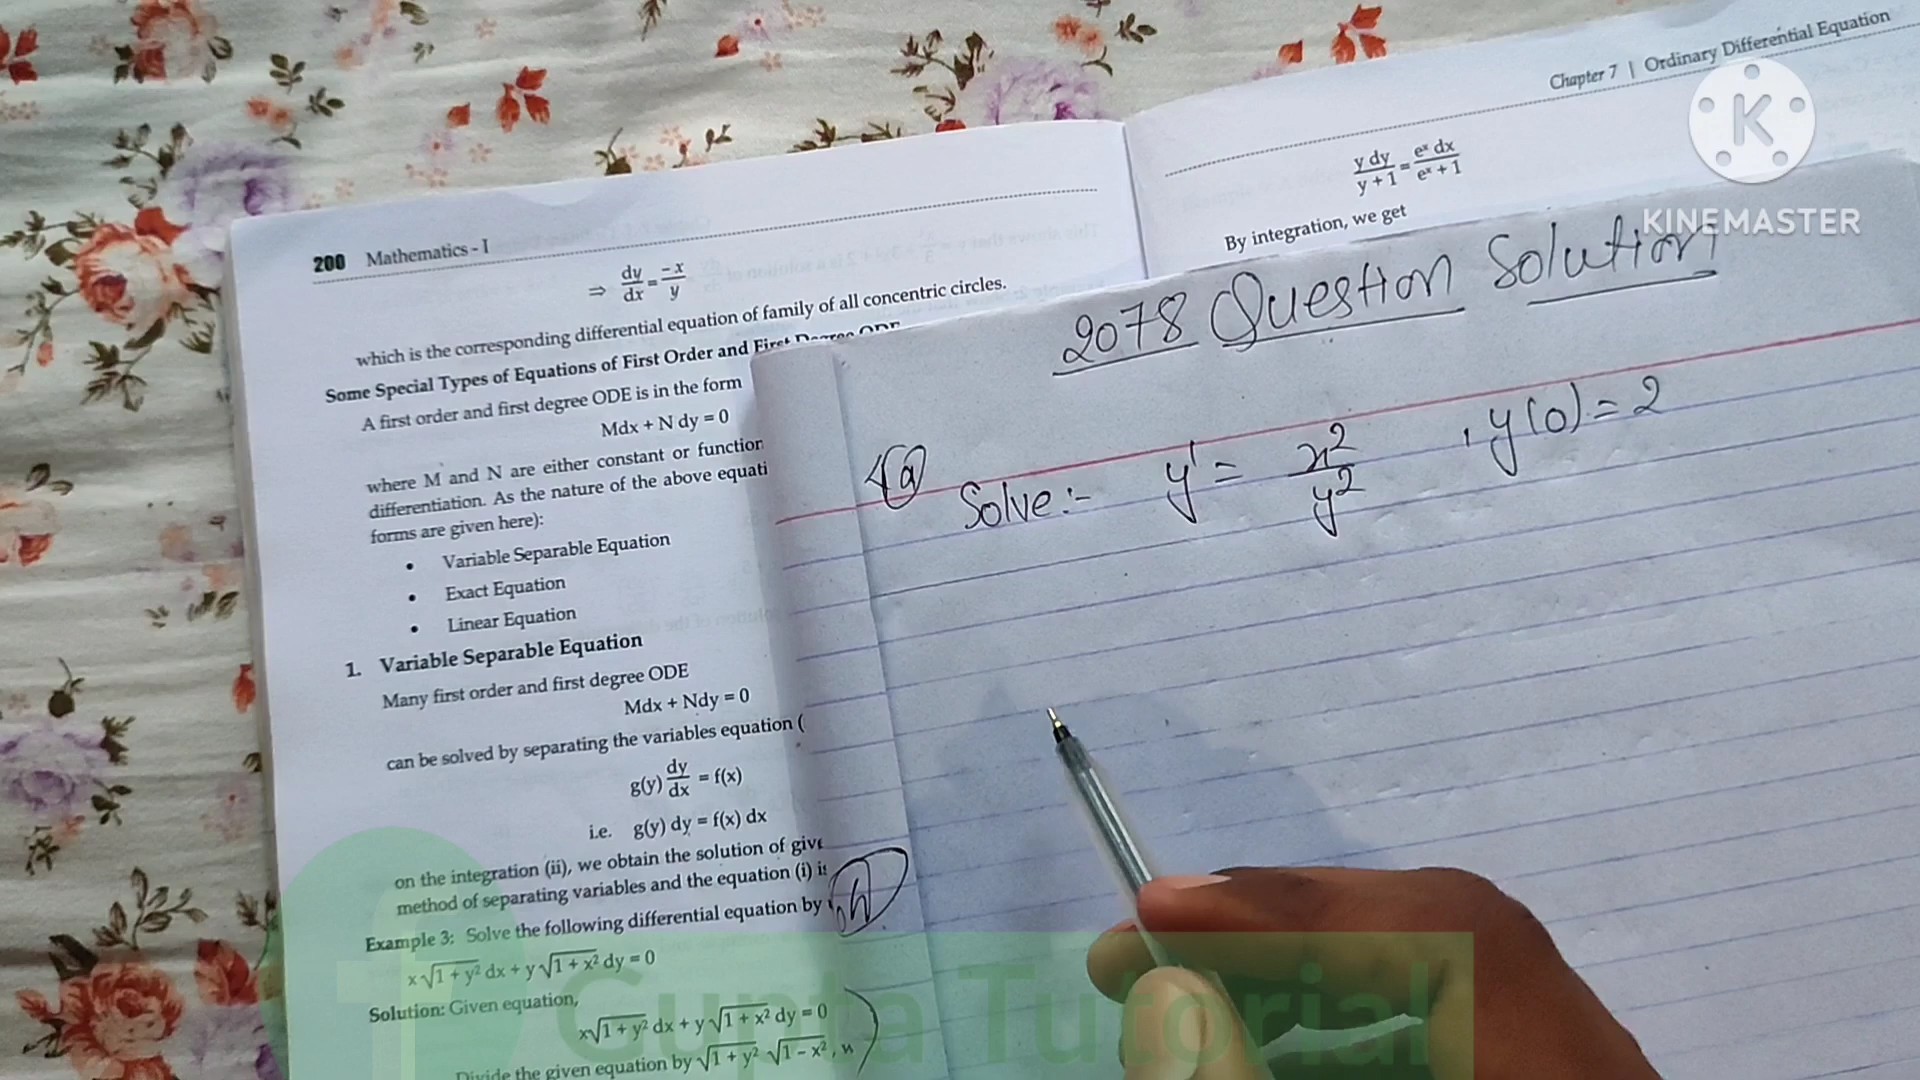 200 Mathematics - I
⇒ dy/dx = -x/y
which is the corresponding differential equation of family of all concentric circles.
Some Special Types of Equations of First Order and First Degree ODE
A first order and first degree ODE is in the form
Mdx + N dy = 0
where M and N are either constant or function
differentiation. As the nature of the above equati
forms are given here):
• Variable Separable Equation
• Exact Equation
• Linear Equation
1. Variable Separable Equation
Many first order and first degree ODE
Mdx + Ndy = 0
can be solved by separating the variables equation (
g(y) dy/dx = f(x)
i.e. g(y) dy = f(x) dx
on the integration (ii), we obtain the solution of give
method of separating variables and the equation (i) is
Example 3: Solve the following differential equation by
x√1 + y² dx + y√1 + x² dy = 0
Solution: Given equation,
x√1 + y² dx + y√1 + x² dy = 0
Divide the given equation by √1 + y² √1 - x² , w
Chapter 7 | Ordinary Differential Equation
y dy/y + 1 = eˣ dx/eˣ + 1
By integration, we get
K
KINEMASTER
2078 Question Solution
(a) Solve:- y' = x²/y² , y(0) = 2
Gupta Tutorial